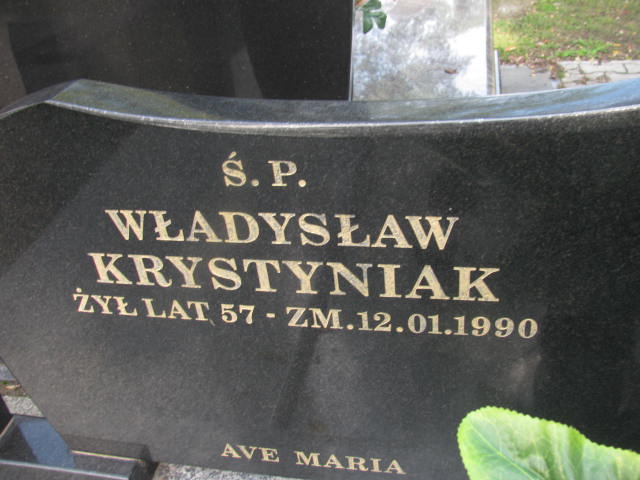 Ś.P.
WŁADYSŁAW
KRYSTYNIAK
ŻYŁ LAT 57 - ZM.12.01.1990
AVE MARIA